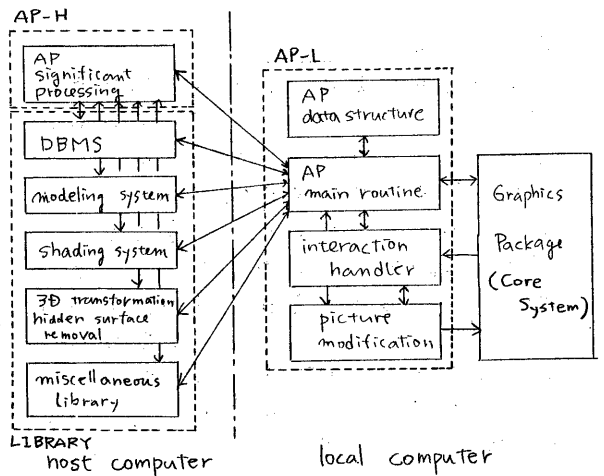 AP-H
AP
significant
processing
DBMS
modeling system
shading system
3D transformation
hidden surface
removal
miscellaneous
library
LIBRARY
host computer
AP-L
AP
data structure
AP
main routine
interaction
handler
picture
modification
local computer
Graphics
Package
(Core
System)